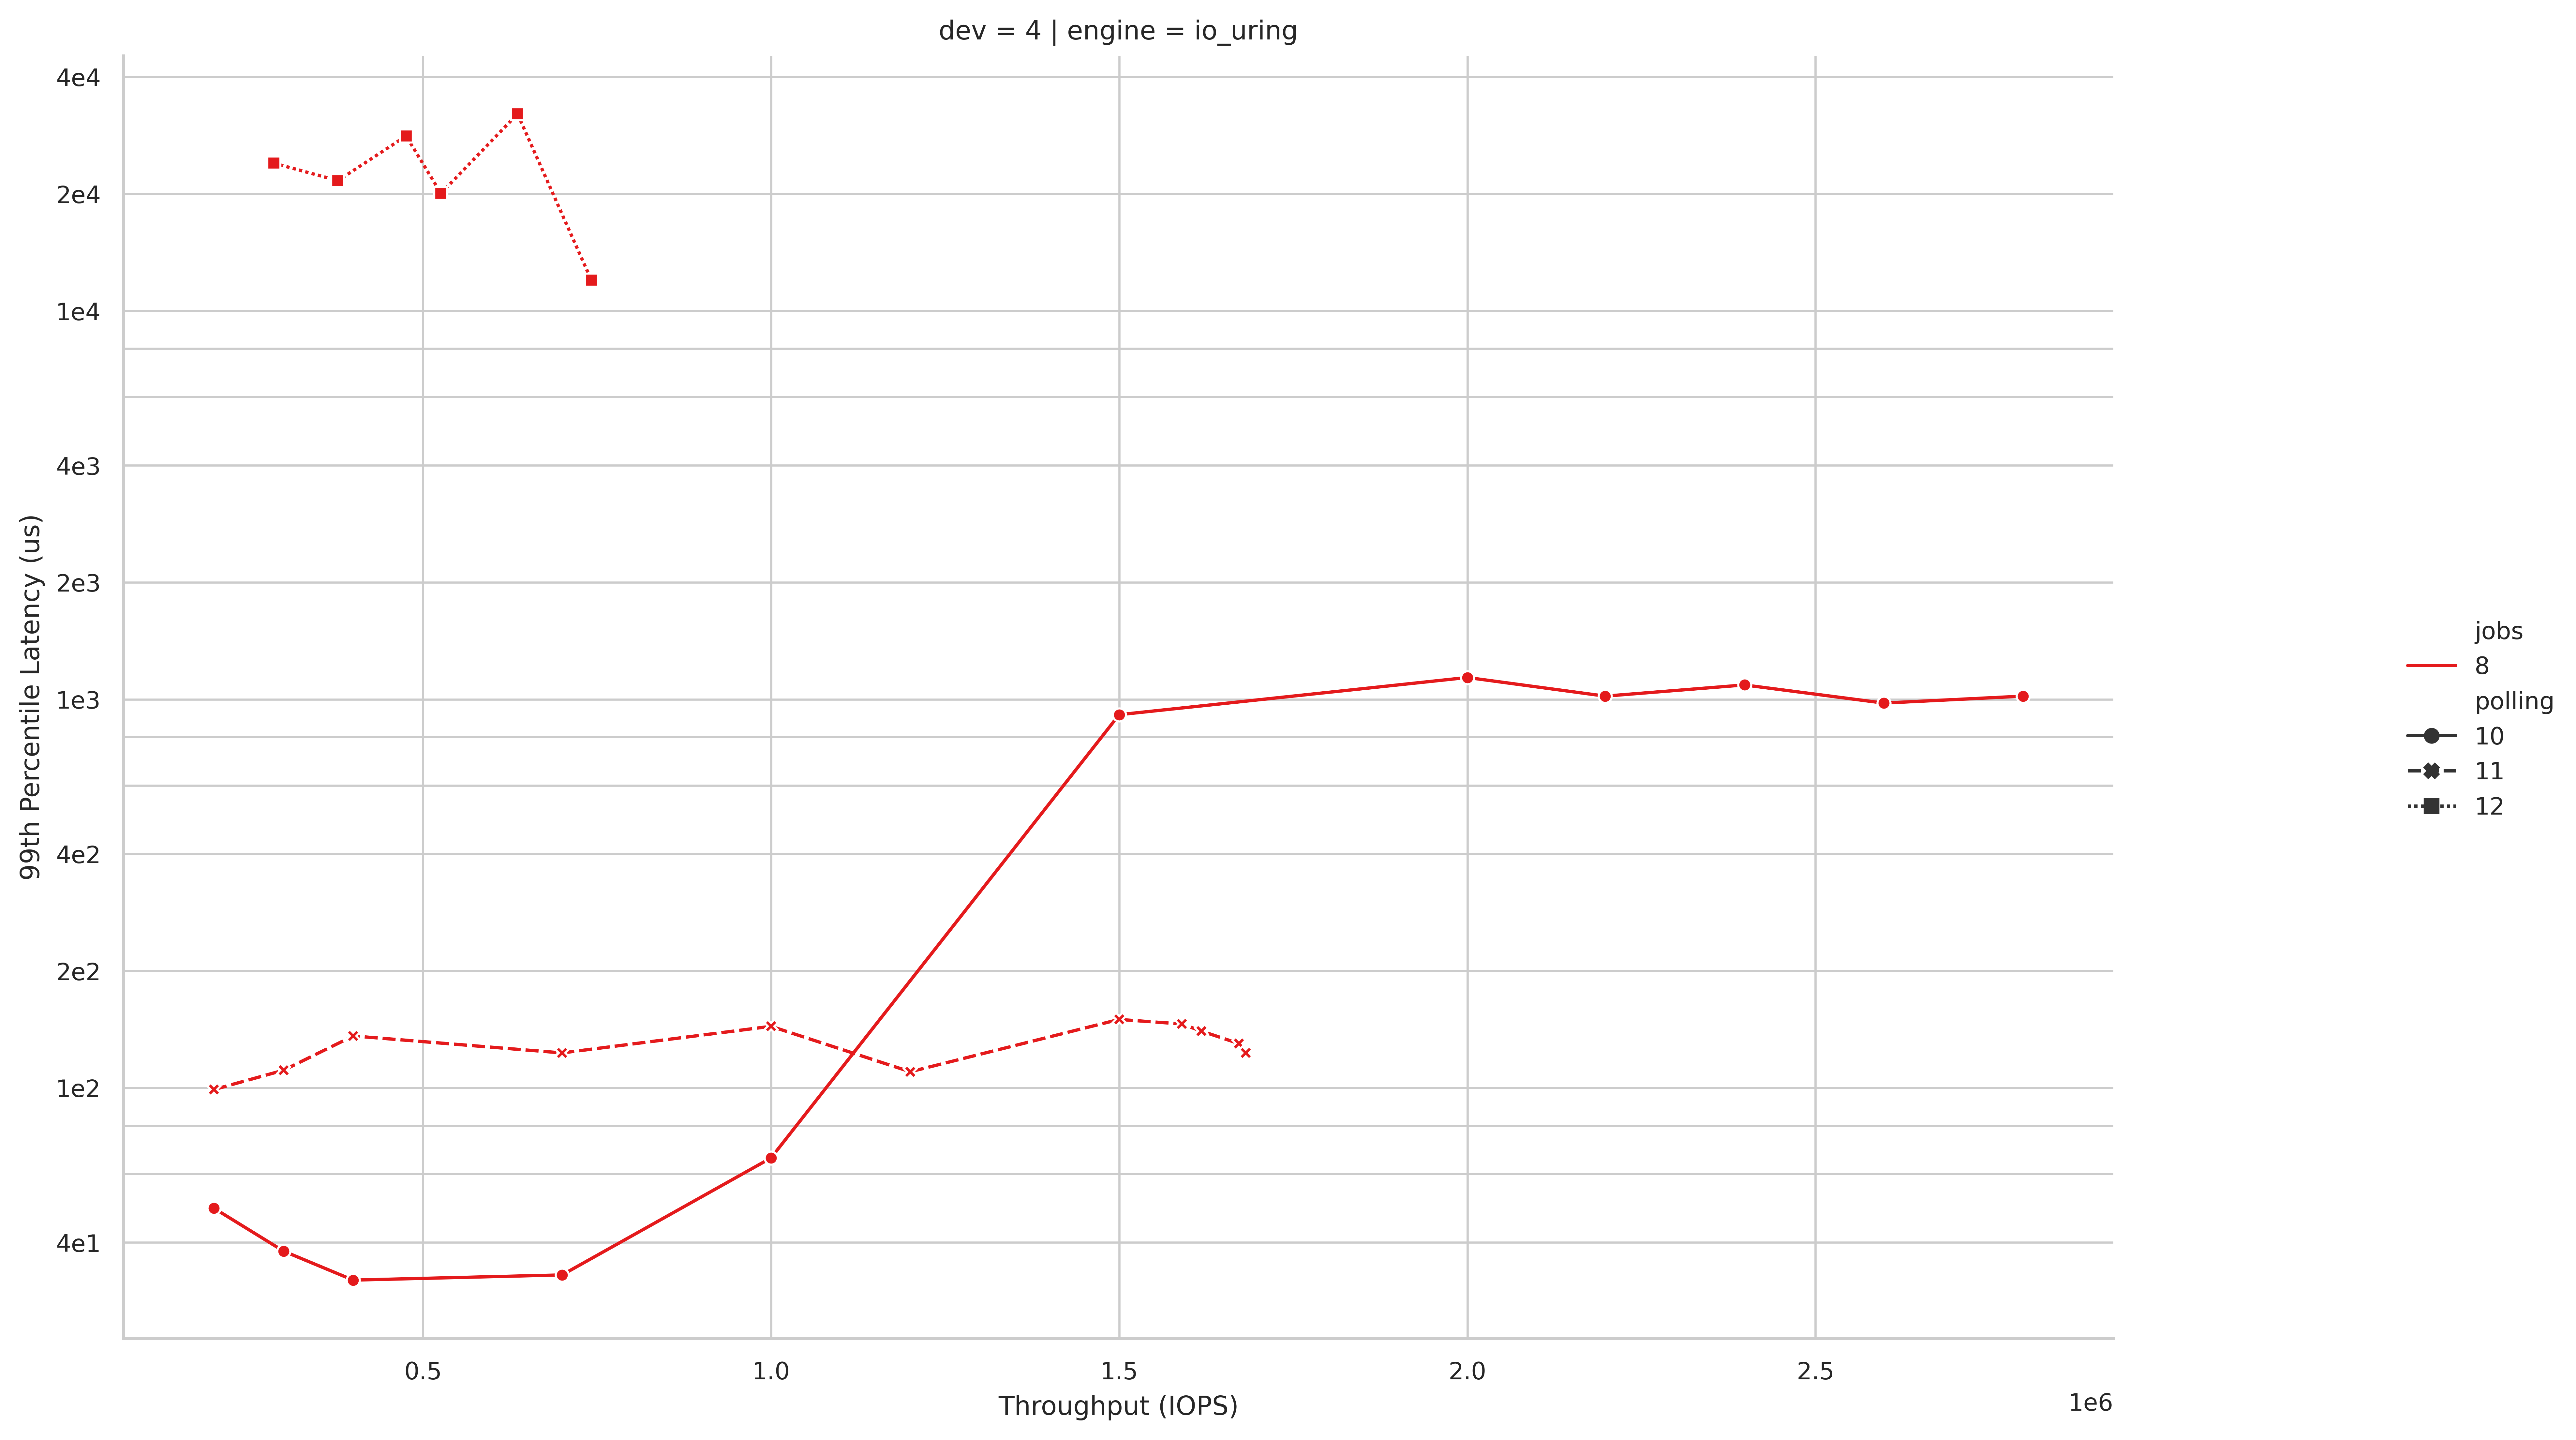 dev = 4 | engine = io_uring
99th Percentile Latency (us)
4e4
2e4
1e4
4e3
2e3
1e3
4e2
2e2
1e2
4e1
0.5 1.0 1.5 2.0 2.5
1e6
Throughput (IOPS)
jobs
8
polling
10
11
12